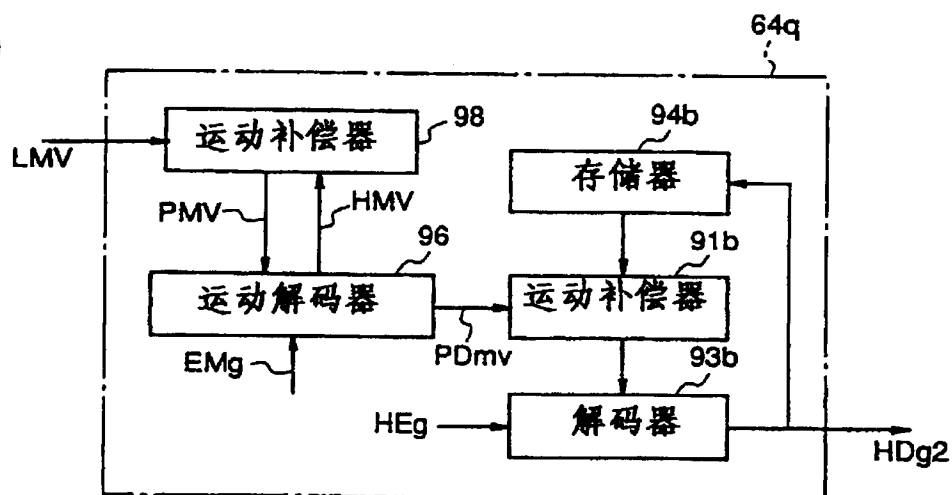 64q
运动补偿器
98
LMV
94b
存储器
PMV
HMV
96
91b
运动解码器
运动补偿器
PDmv
EMg
93b
HEg
解码器
HDg2